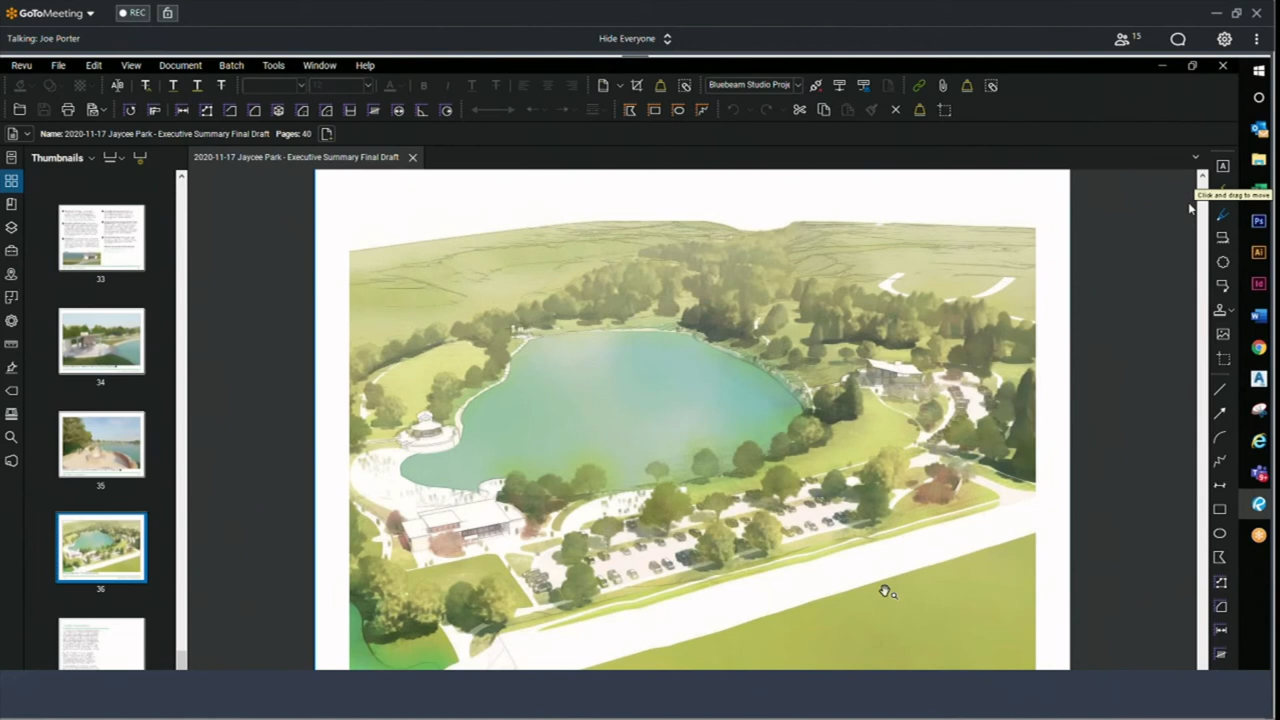 GoToMeeting
REC
Talking: Joe Porter
Hide Everyone
15
Revu File Edit View Document Batch Tools Window Help
12
Bluebeam Studio Proje
Name: 2020-11-17 Jaycee Park - Executive Summary Final Draft Pages: 40
Thumbnails
2020-11-17 Jaycee Park - Executive Summary Final Draft
Click and drag to move
33
34
35
36